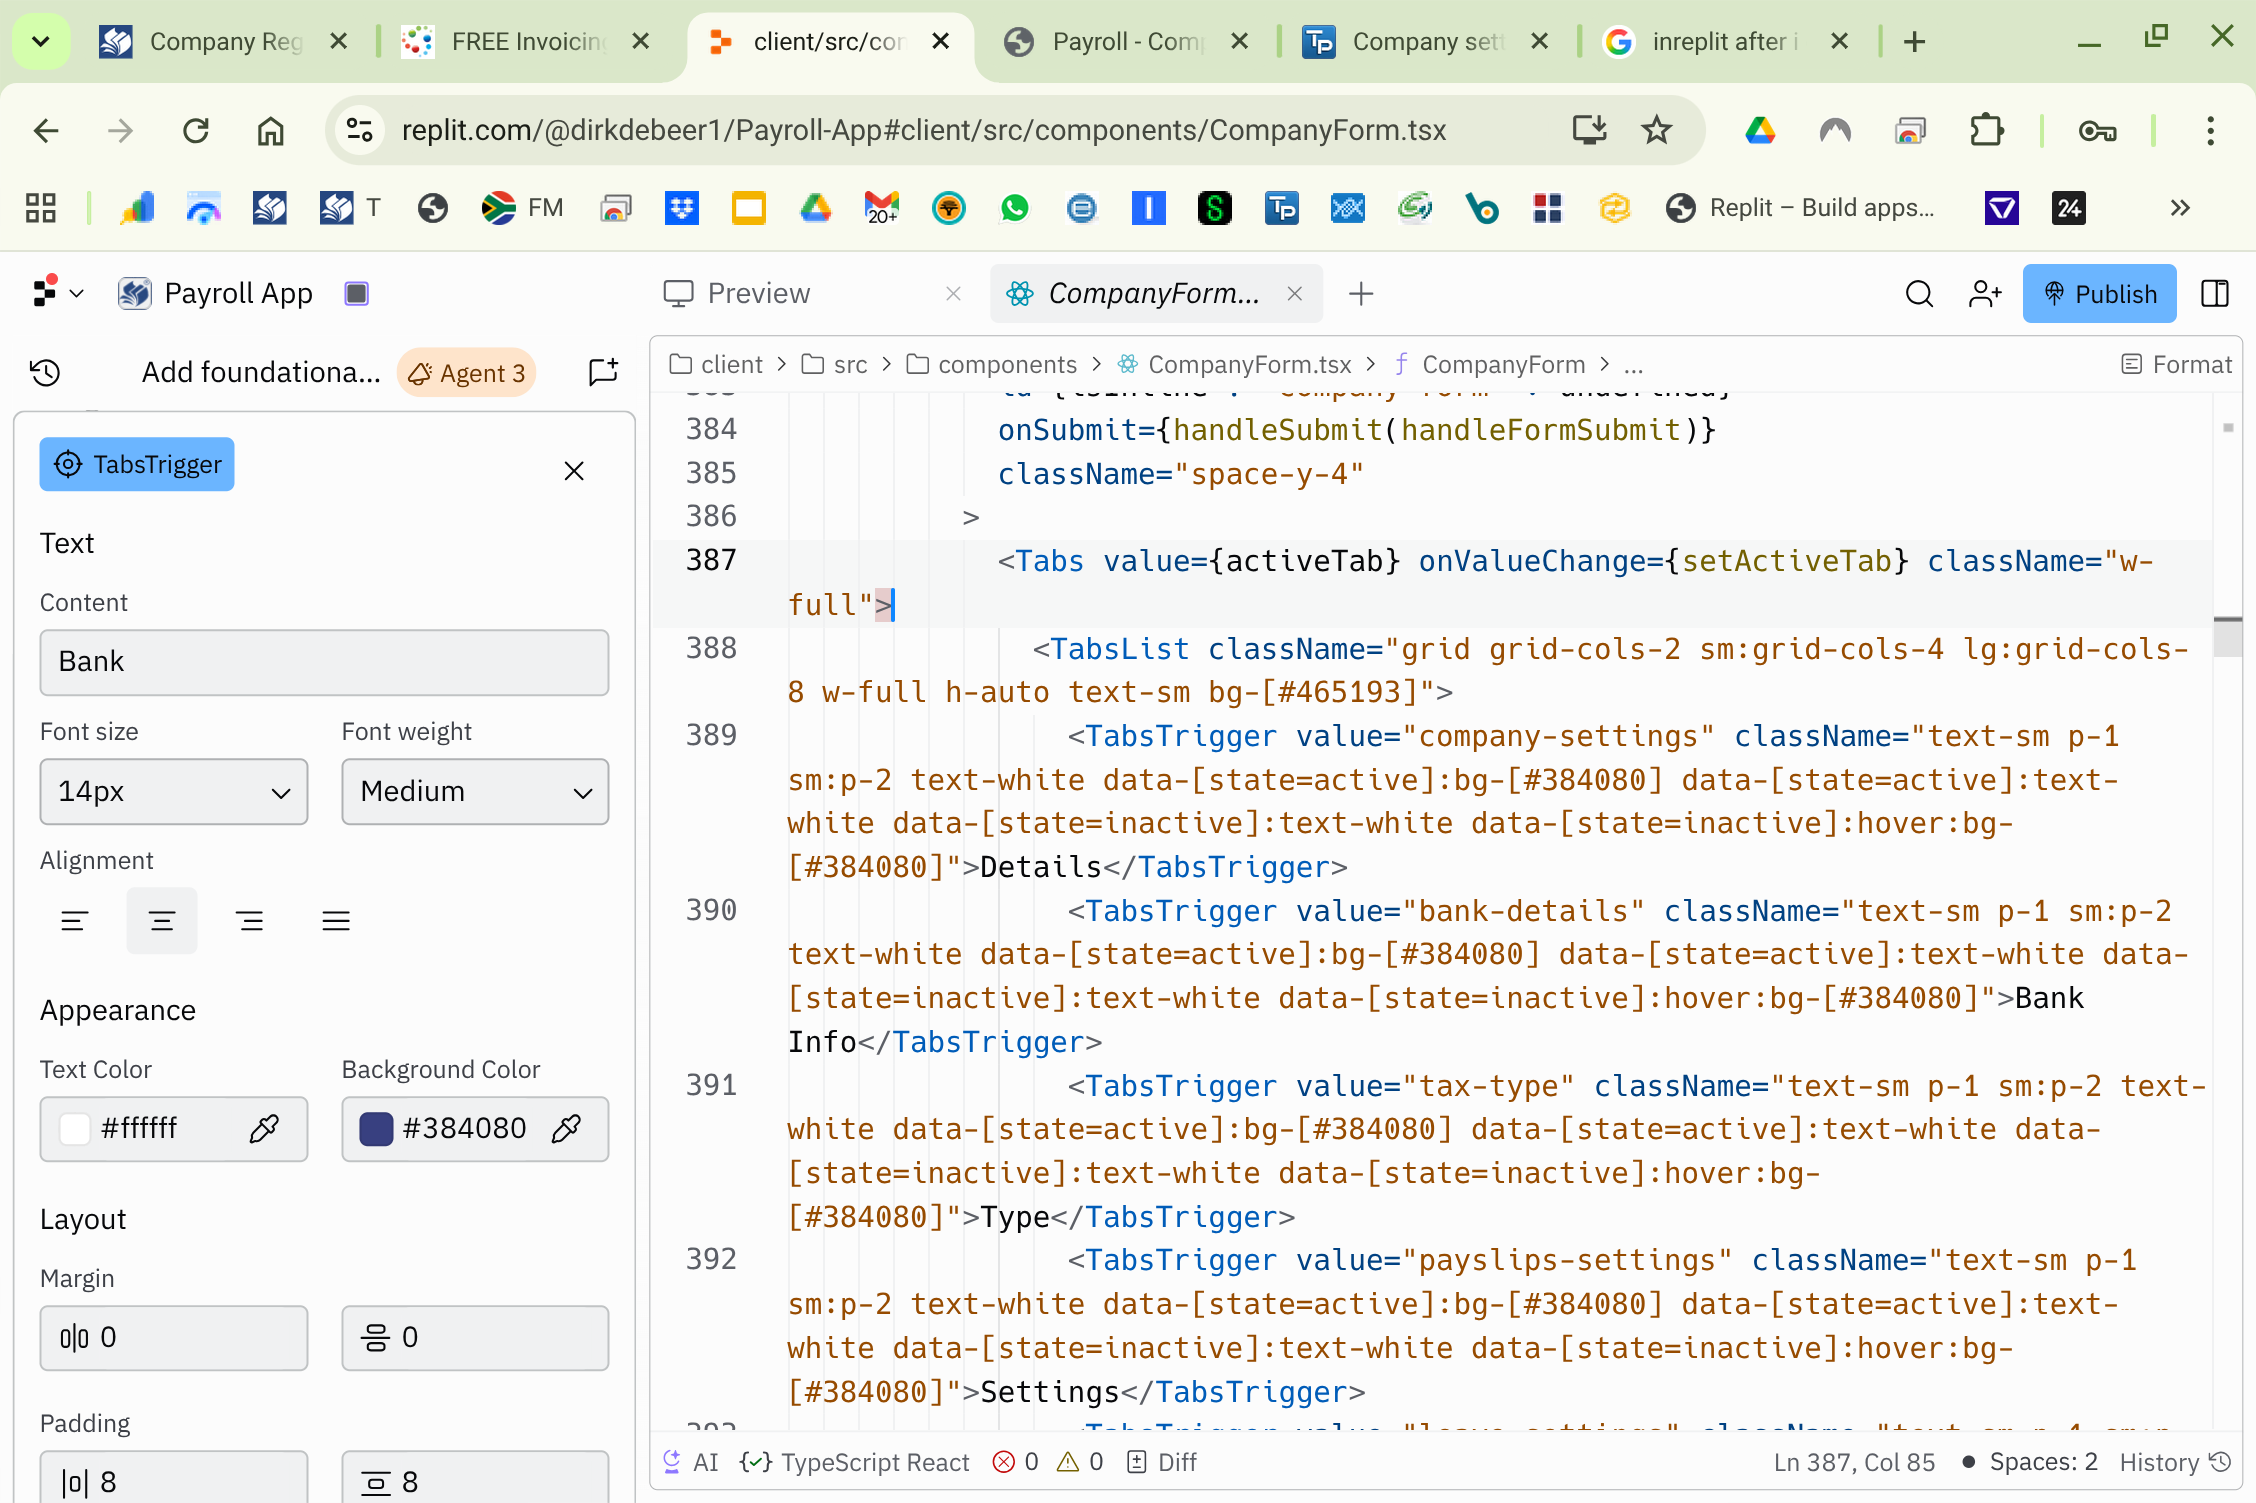 Company Reg
FREE Invoicing
client/src/cor
Payroll - Comp
Company sett
inreplit after i
replit.com/@dirkdebeer1/Payroll-App#client/src/components/CompanyForm.tsx
T
FM
20+
Replit – Build apps...
24
Payroll App
Preview
CompanyForm...
Publish
Add foundationa...
Agent 3
client
src
components
CompanyForm.tsx
CompanyForm
...
Format
TabsTrigger
Text
Content
Bank
Font size
Font weight
14px
Medium
Alignment
Appearance
Text Color
Background Color
#ffffff
#384080
Layout
Margin
0
0
Padding
8
8
384 onSubmit={handleSubmit(handleFormSubmit)}
385 className="space-y-4"
386 >
387 <Tabs value={activeTab} onValueChange={setActiveTab} className="w-
full">
388 <TabsList className="grid grid-cols-2 sm:grid-cols-4 lg:grid-cols-
8 w-full h-auto text-sm bg-[#465193]">
389 <TabsTrigger value="company-settings" className="text-sm p-1
sm:p-2 text-white data-[state=active]:bg-[#384080] data-[state=active]:text-
white data-[state=inactive]:text-white data-[state=inactive]:hover:bg-
[#384080]">Details</TabsTrigger>
390 <TabsTrigger value="bank-details" className="text-sm p-1 sm:p-2
text-white data-[state=active]:bg-[#384080] data-[state=active]:text-white data-
[state=inactive]:text-white data-[state=inactive]:hover:bg-[#384080]">Bank
Info</TabsTrigger>
391 <TabsTrigger value="tax-type" className="text-sm p-1 sm:p-2 text-
white data-[state=active]:bg-[#384080] data-[state=active]:text-white data-
[state=inactive]:text-white data-[state=inactive]:hover:bg-
[#384080]">Type</TabsTrigger>
392 <TabsTrigger value="payslips-settings" className="text-sm p-1
sm:p-2 text-white data-[state=active]:bg-[#384080] data-[state=active]:text-
white data-[state=inactive]:text-white data-[state=inactive]:hover:bg-
[#384080]">Settings</TabsTrigger>
AI
TypeScript React
0
0
Diff
Ln 387, Col 85
Spaces: 2
History